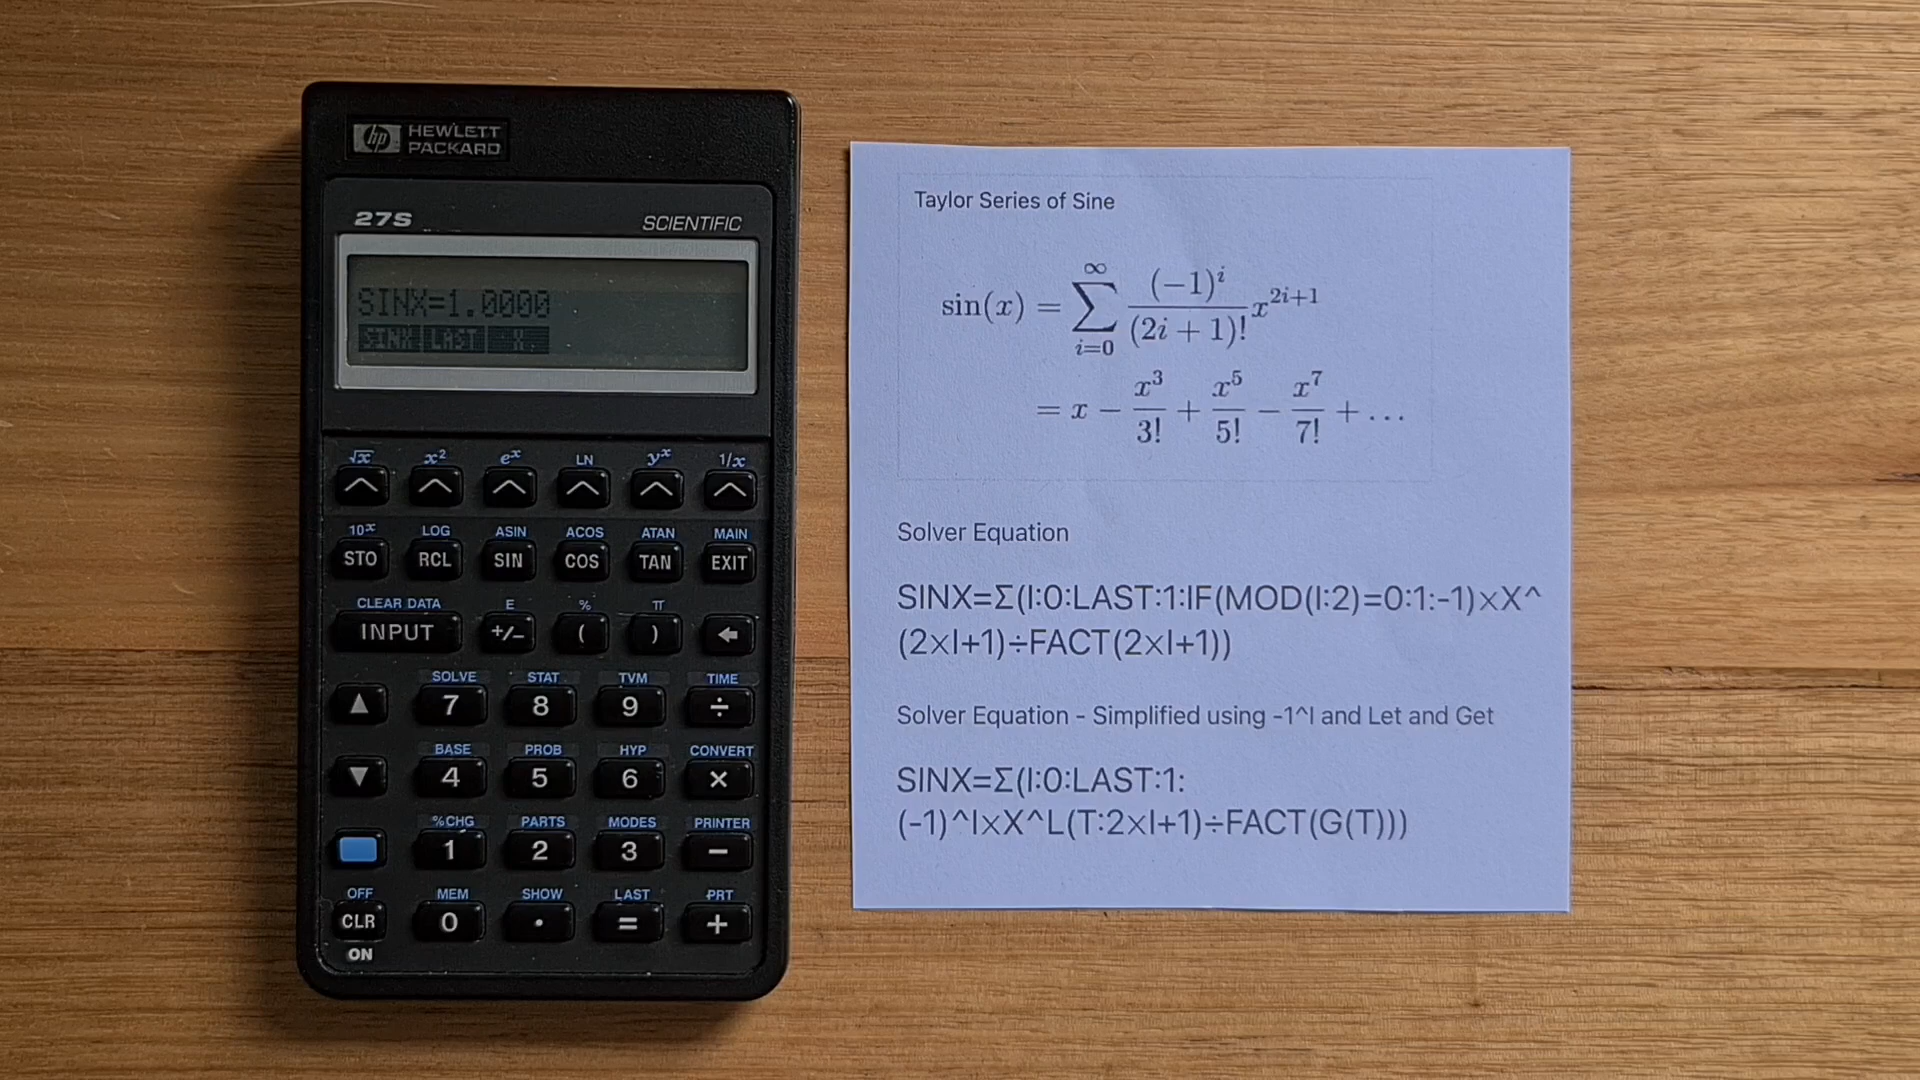 hp HEWLETT
PACKARD
27S SCIENTIFIC
SINX=1.0000
SINX LAST X
√x x² eˣ LN yˣ 1/x
10ˣ LOG ASIN ACOS ATAN MAIN
STO RCL SIN COS TAN EXIT
CLEAR DATA E % π
INPUT +/− ( )
SOLVE STAT TVM TIME
7 8 9 ÷
BASE PROB HYP CONVERT
4 5 6 ×
%CHG PARTS MODES PRINTER
1 2 3 −
OFF MEM SHOW LAST PRT
CLR 0 · = +
ON
Taylor Series of Sine
sin(x) = ∑_{i=0}^{∞} (−1)^i / (2i + 1)! x^{2i+1}
= x − x³/3! + x⁵/5! − x⁷/7! + ...
Solver Equation
SINX=Σ(I:0:LAST:1:IF(MOD(I:2)=0:1:-1)×X^
(2×I+1)÷FACT(2×I+1))
Solver Equation - Simplified using -1^I and Let and Get
SINX=Σ(I:0:LAST:1:
(-1)^I×X^L(T:2×I+1)÷FACT(G(T)))